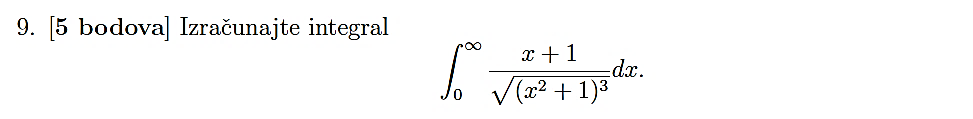 9. [5 bodova] Izračunajte integral
∫₀^∞ (x + 1)/√((x² + 1)³) dx.